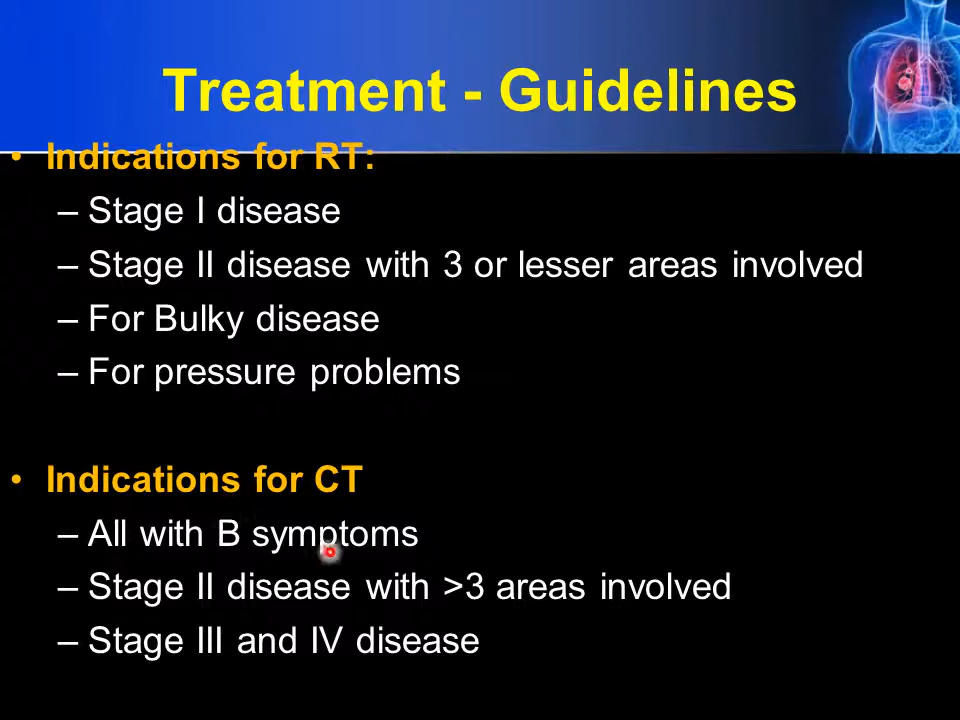 Treatment - Guidelines
• Indications for RT:
– Stage I disease
– Stage II disease with 3 or lesser areas involved
– For Bulky disease
– For pressure problems
• Indications for CT
– All with B symptoms
– Stage II disease with >3 areas involved
– Stage III and IV disease